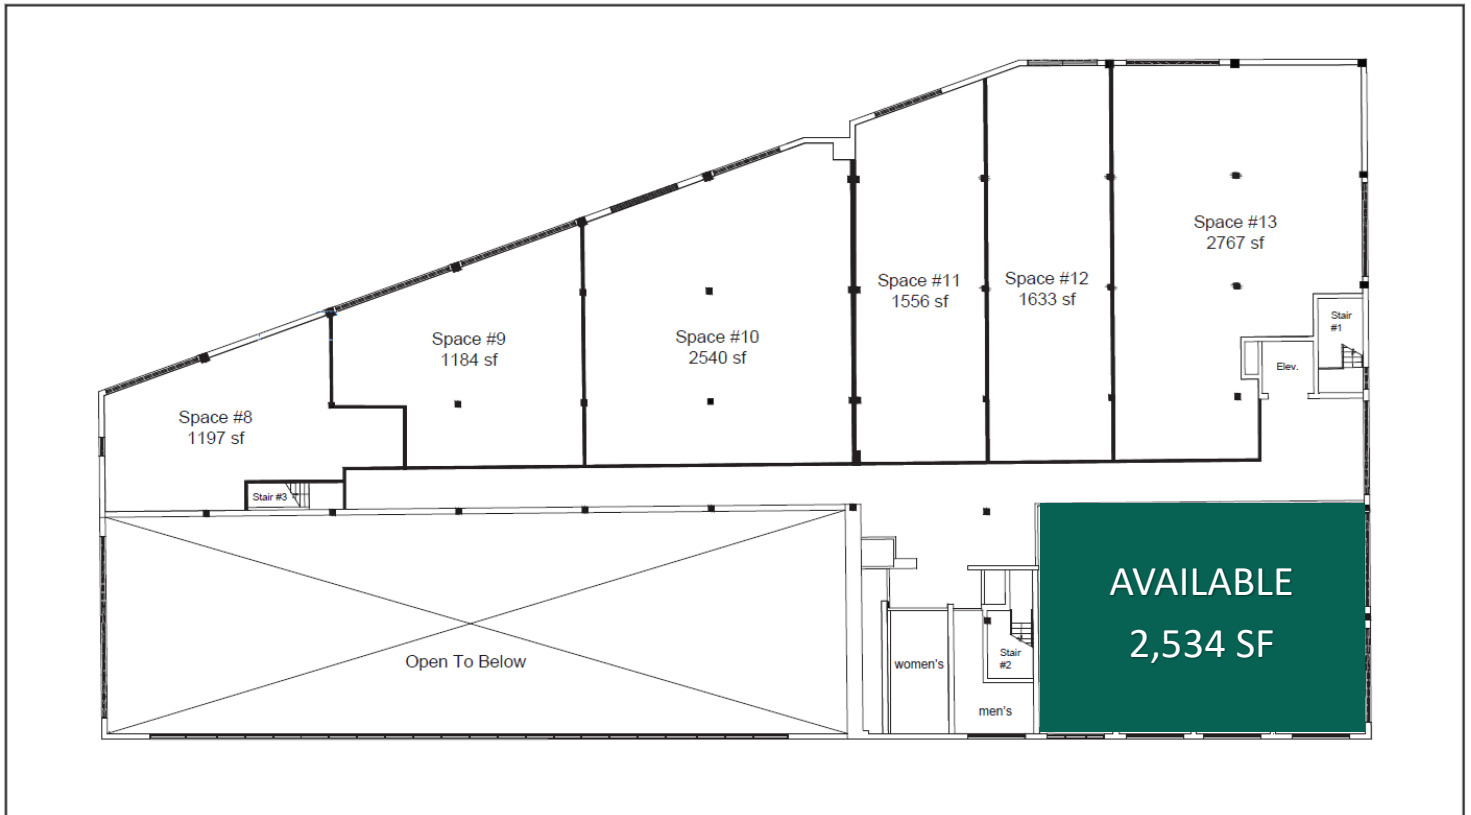 Space #13
2767 sf
Space #11
1556 sf
Space #12
1633 sf
Stair
#1
Space #9
1184 sf
Space #10
2540 sf
Elev.
Space #8
1197 sf
Stair #3
AVAILABLE
2,534 SF
Open To Below
women's
Stair
#2
men's